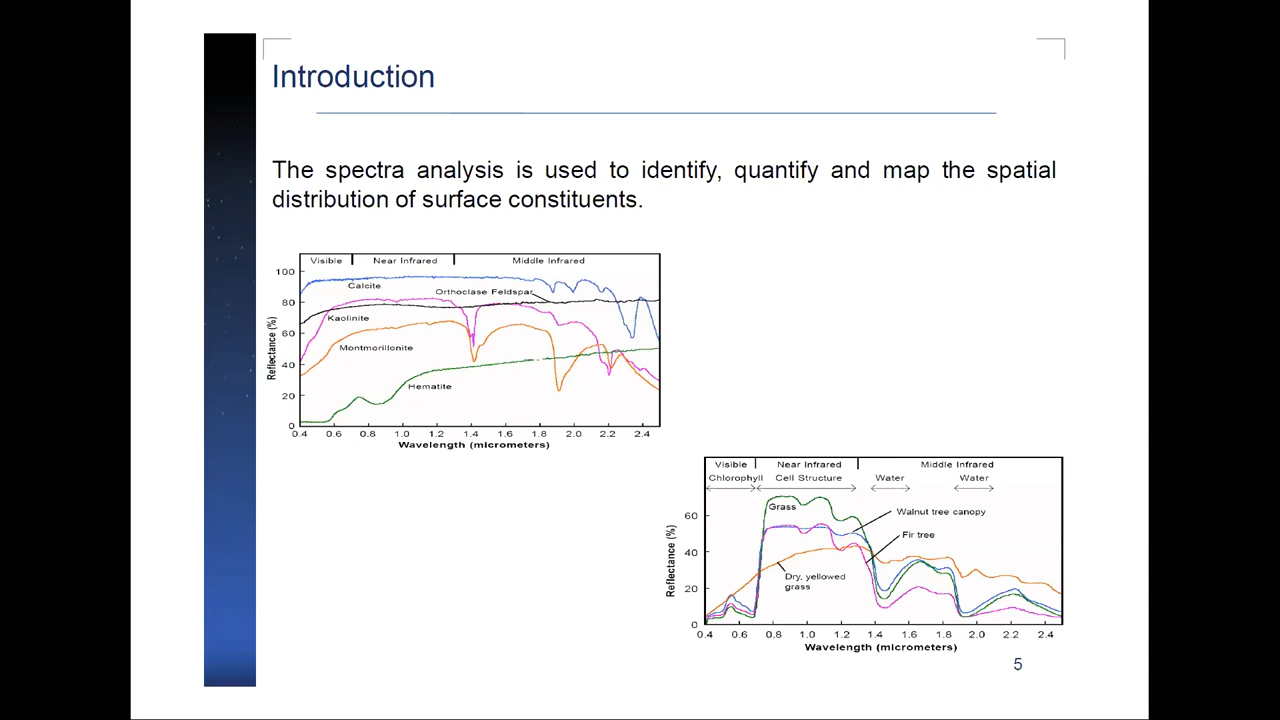 Introduction
The spectra analysis is used to identify, quantify and map the spatial
distribution of surface constituents.
Visible Near Infrared Middle Infrared
100
80
60
40
20
0
Reflectance (%)
Calcite
Orthoclase Feldspar
Kaolinite
Montmorillonite
Hematite
0.4 0.6 0.8 1.0 1.2 1.4 1.6 1.8 2.0 2.2 2.4
Wavelength (micrometers)
Visible Near Infrared Middle Infrared
Chlorophyll Cell Structure Water Water
60
40
20
0
Reflectance (%)
Grass
Walnut tree canopy
Fir tree
Dry, yellowed
grass
0.4 0.6 0.8 1.0 1.2 1.4 1.6 1.8 2.0 2.2 2.4
Wavelength (micrometers)
5